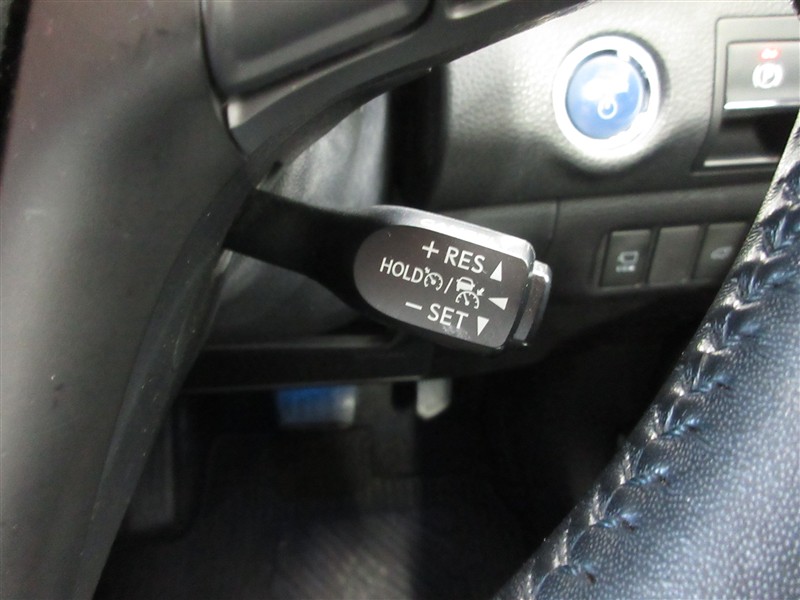 + RES ▲
HOLD / ◀
− SET ▼